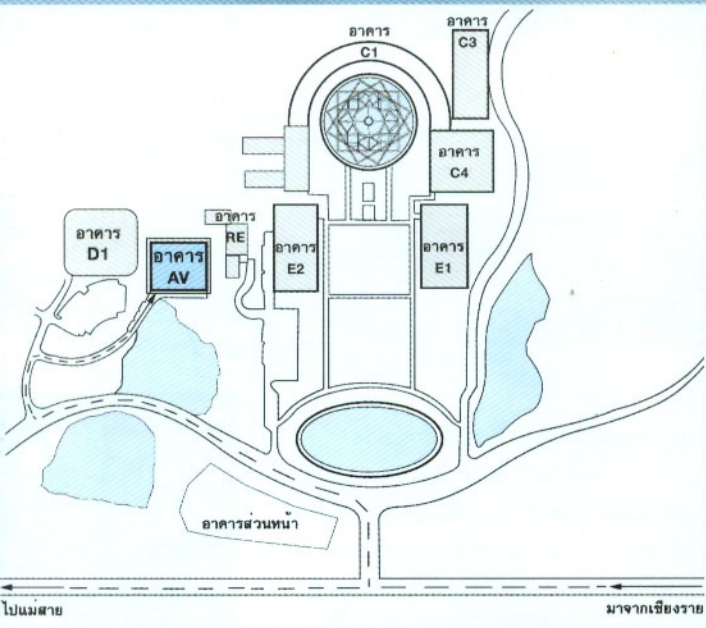 อาคาร
C1
อาคาร
C3
อาคาร
C4
อาคาร
D1
อาคาร
AV
อาคาร
RE
อาคาร
E2
อาคาร
E1
อาคารส่วนหน้า
ไปแม่สาย
มาจากเชียงราย